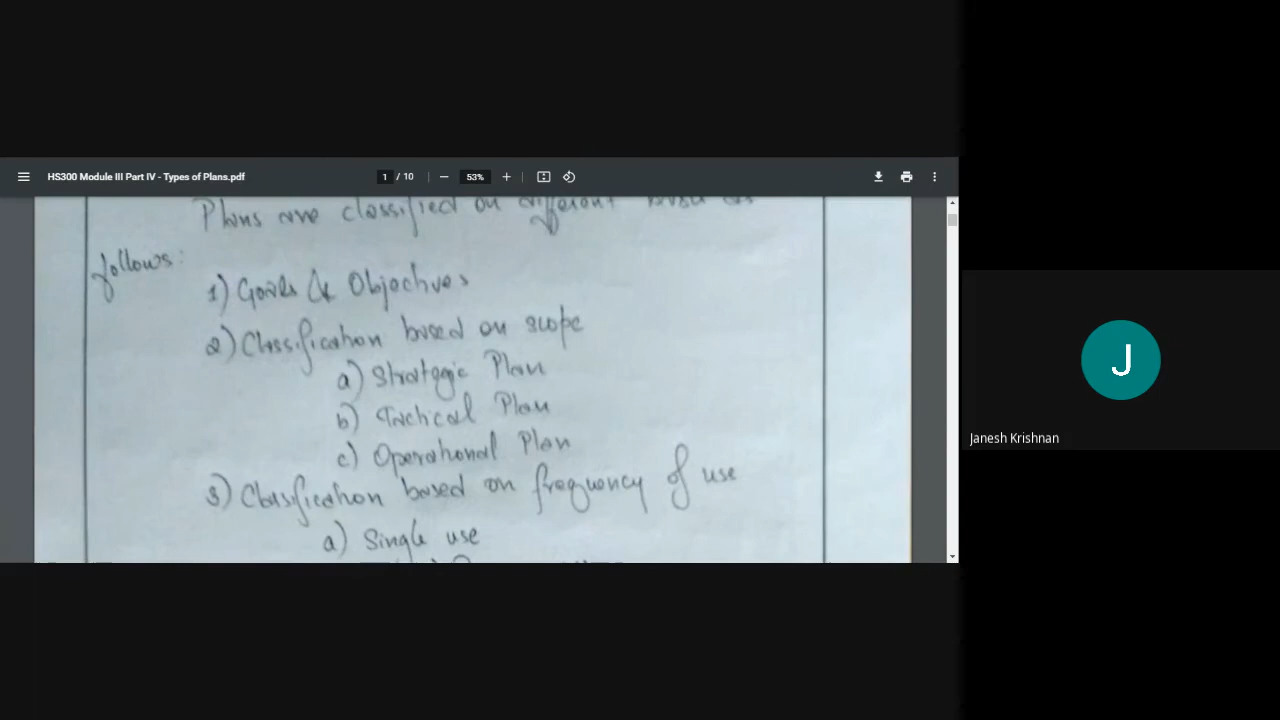 HS300 Module III Part IV - Types of Plans.pdf
1 / 10
53%
Plans are classified on different
follows:
1) Goals & Objectives
2) Classification based on scope
a) Strategic Plan
b) Tactical Plan
c) Operational Plan
3) Classification based on frequency of use
a) Single use
J
Janesh Krishnan